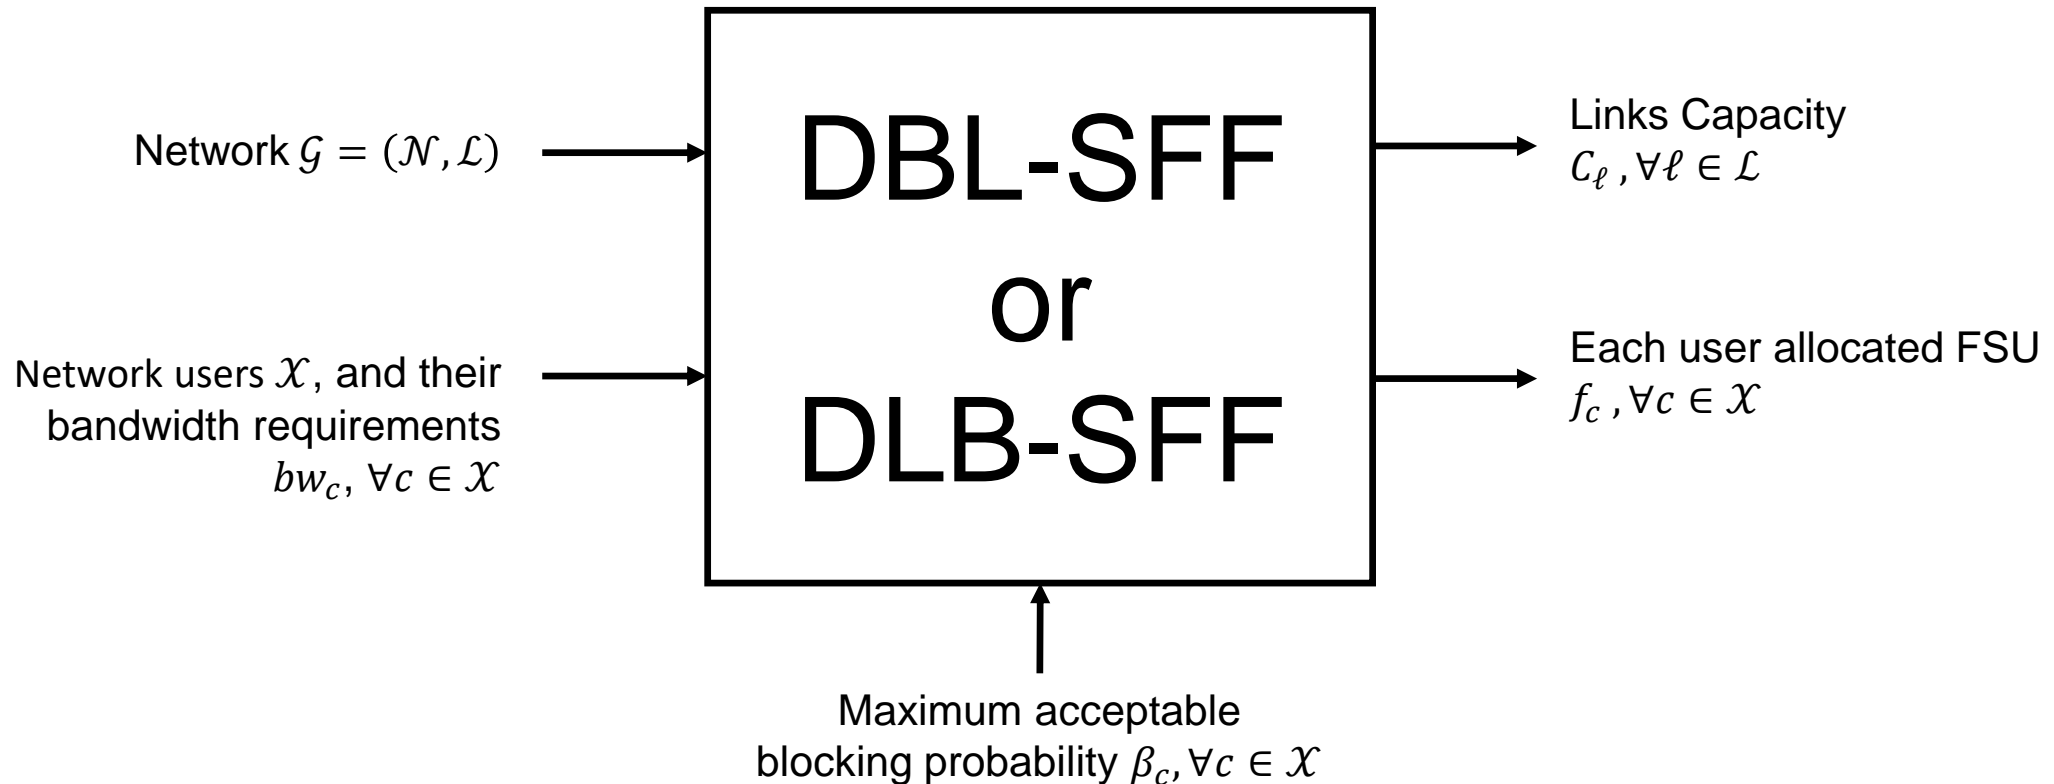 Network 𝒢 = (𝒩, ℒ)
Network users 𝒳, and their
bandwidth requirements
bw_c, ∀c ∈ 𝒳
DBL-SFF
or
DLB-SFF
Maximum acceptable
blocking probability β_c, ∀c ∈ 𝒳
Links Capacity
C_ℓ , ∀ℓ ∈ ℒ
Each user allocated FSU
f_c , ∀c ∈ 𝒳